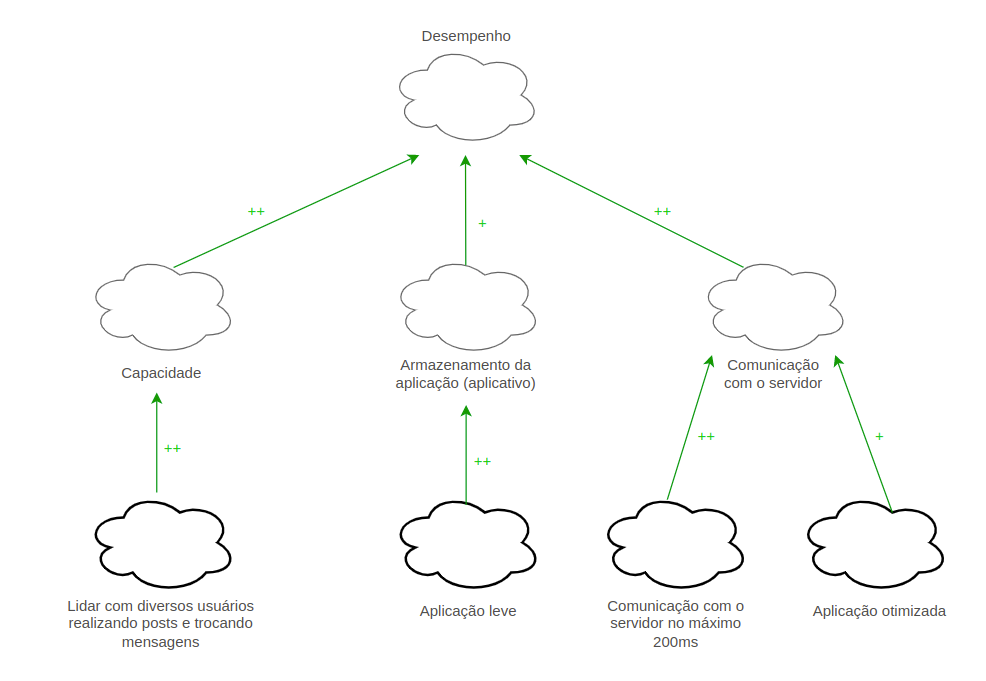 Desempenho
++
+
++
Capacidade
Armazenamento da
aplicação (aplicativo)
Comunicação
com o servidor
++
++
++
+
Lidar com diversos usuários
realizando posts e trocando
mensagens
Aplicação leve
Comunicação com o
servidor no máximo
200ms
Aplicação otimizada